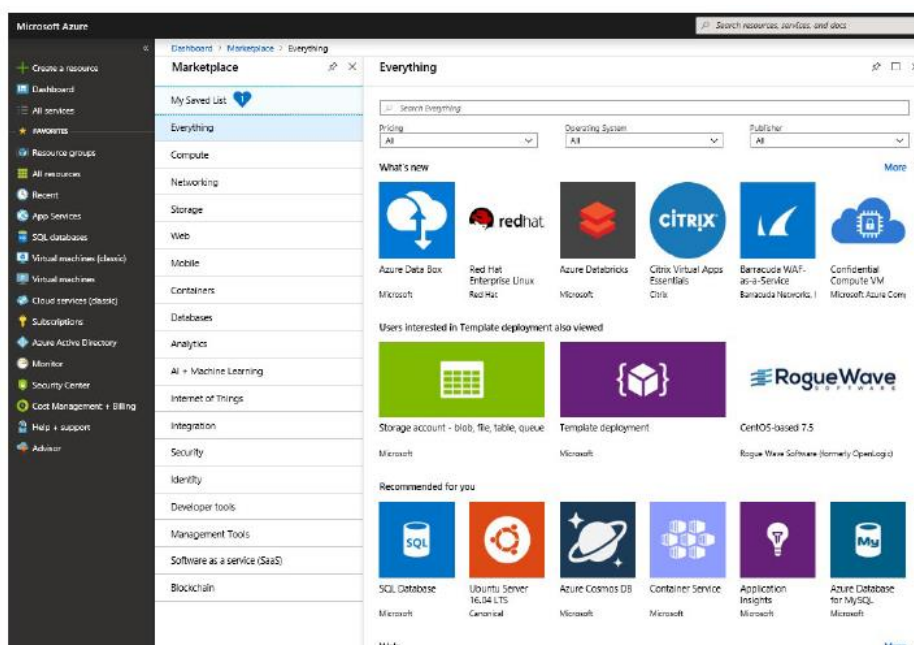 Microsoft Azure
Search resources, services, and docs
«
Create a resource
Dashboard
All services
FAVORITES
Resource groups
All resources
Recent
App Services
SQL databases
Virtual machines (classic)
Virtual machines
Cloud services (classic)
Subscriptions
Azure Active Directory
Monitor
Security Center
Cost Management + Billing
Help + support
Advisor
Dashboard > Marketplace > Everything
Marketplace
My Saved List 1
Everything
Compute
Networking
Storage
Web
Mobile
Containers
Databases
Analytics
AI + Machine Learning
Internet of Things
Integration
Security
Identity
Developer tools
Management Tools
Software as a service (SaaS)
Blockchain
Everything
Search Everything
Pricing
All
Operating System
All
Publisher
All
What's new
More
redhat
CiTRIX
Azure Data Box
Microsoft
Red Hat
Enterprise Linux
Red Hat
Azure Databricks
Microsoft
Citrix Virtual Apps
Essentials
Citrix
Barracuda WAF-
as-a-Service
Barracuda Networks, I
Confidential
Compute VM
Microsoft Azure Com
Users interested in Template deployment also viewed
RogueWave
SOFTWARE
Storage account - blob, file, table, queue
Microsoft
Template deployment
Microsoft
CentOS-based 7.5
Rogue Wave Software (formerly OpenLogic)
Recommended for you
SQL
My
SQL Database
Microsoft
Ubuntu Server
16.04 LTS
Canonical
Azure Cosmos DB
Microsoft
Container Service
Microsoft
Application
Insights
Microsoft
Azure Database
for MySQL
Microsoft